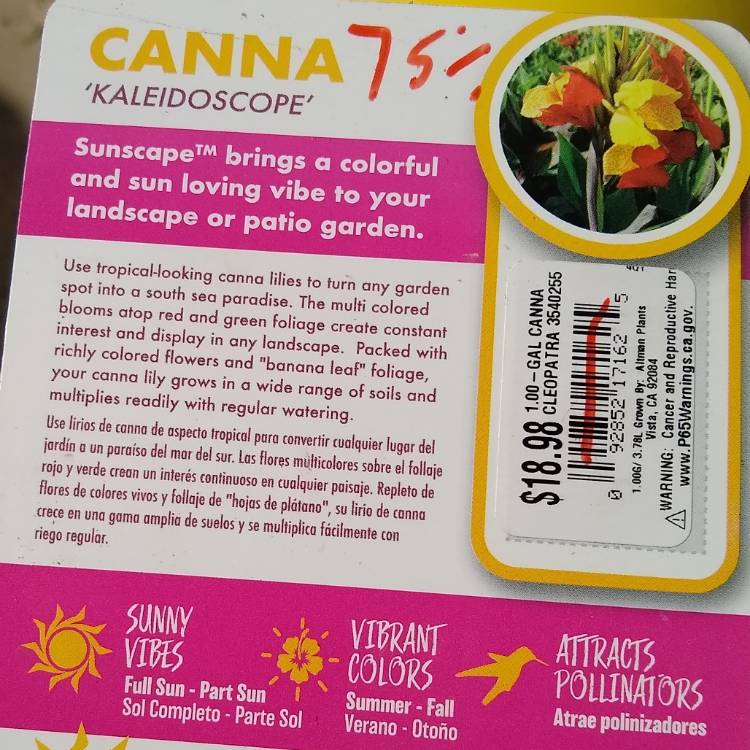 CANNA 75%
'KALEIDOSCOPE'
Sunscape™ brings a colorful
and sun loving vibe to your
landscape or patio garden.
Use tropical-looking canna lilies to turn any garden
spot into a south sea paradise. The multi colored
blooms atop red and green foliage create constant
interest and display in any landscape. Packed with
richly colored flowers and "banana leaf" foliage,
your canna lily grows in a wide range of soils and
multiplies readily with regular watering.
Use lirios de canna de aspecto tropical para convertir cualquier lugar del
jardín a un paraíso del mar del sur. Las flores multicolores sobre el follaje
rojo y verde crean un interés continuoso en cualquier paisaje. Repleto de
flores de colores vivos y follaje de "hojas de plátano", su lirio de canna
crece en una gama amplia de suelos y se multiplica fácilmente con
riego regular.
$18.98 1.00-GAL CANNA
CLEOPATRA 3540255
0 92852 17162 5
1.00G/ 3.78L Grown By: Altman Plants
Vista, CA 92084
WARNING: Cancer and Reproductive Har
www.P65Warnings.ca.gov.
SUNNY
VIBES
Full Sun - Part Sun
Sol Completo - Parte Sol
VIBRANT
COLORS
Summer - Fall
Verano - Otoño
ATTRACTS
POLLINATORS
Atrae polinizadores